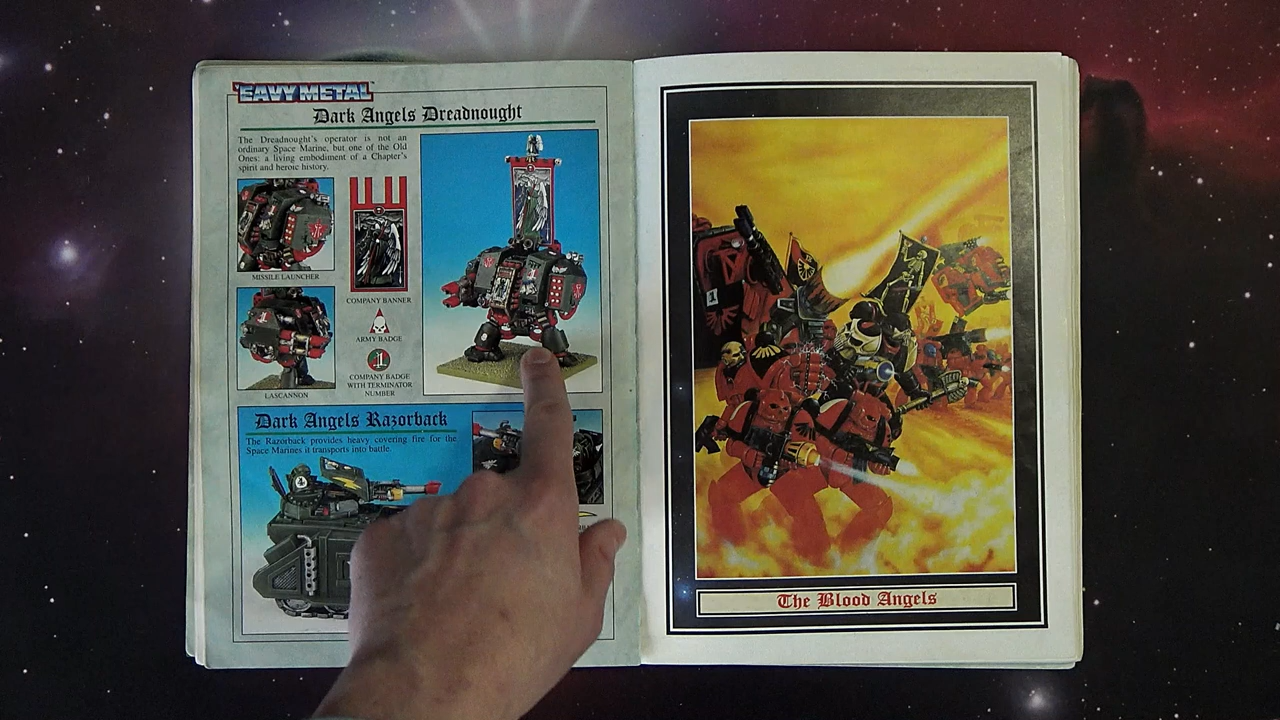 'EAVY METAL
Dark Angels Dreadnought
The Dreadnought's operator is not an
ordinary Space Marine, but one of the Old
Ones: a living embodiment of a Chapter's
spirit and heroic history.
MISSILE LAUNCHER
COMPANY BANNER
ARMY BADGE
LASCANNON
COMPANY BADGE
WITH TERMINATOR
NUMBER
Dark Angels Razorback
The Razorback provides heavy covering fire for the
Space Marines it transports into battle.
The Blood Angels